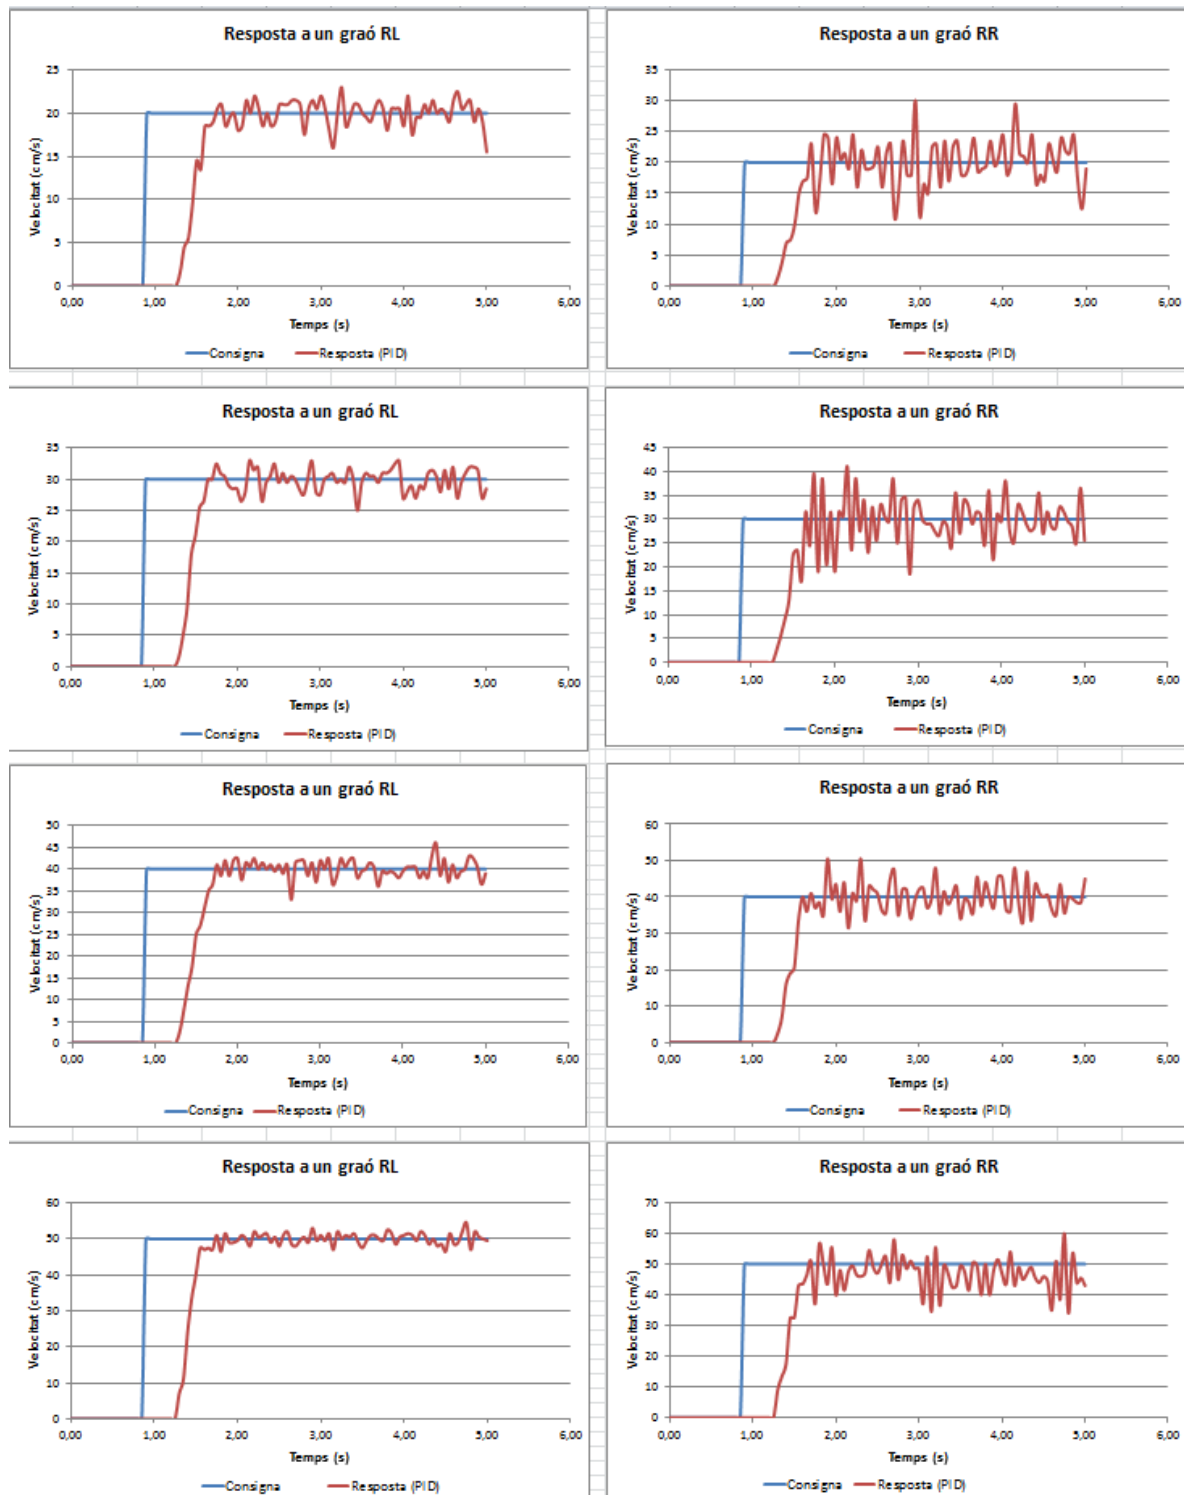 Resposta a un graó RL
Velocitat (cm/s)
25
20
15
10
5
0
0,00 1,00 2,00 3,00 4,00 5,00 6,00
Temps (s)
Consigna Resposta (PID)
Resposta a un graó RR
Velocitat (cm/s)
35
30
25
20
15
10
5
0
0,00 1,00 2,00 3,00 4,00 5,00 6,00
Temps (s)
Consigna Resposta (PID)
Resposta a un graó RL
Velocitat (cm/s)
35
30
25
20
15
10
5
0
0,00 1,00 2,00 3,00 4,00 5,00 6,00
Temps (s)
Consigna Resposta (PID)
Resposta a un graó RR
Velocitat (cm/s)
45
40
35
30
25
20
15
10
5
0
0,00 1,00 2,00 3,00 4,00 5,00 6,00
Temps (s)
Consigna Resposta (PID)
Resposta a un graó RL
Velocitat (cm/s)
50
45
40
35
30
25
20
15
10
5
0
0,00 1,00 2,00 3,00 4,00 5,00 6,00
Temps (s)
Consigna Resposta (PID)
Resposta a un graó RR
Velocitat (cm/s)
60
50
40
30
20
10
0
0,00 1,00 2,00 3,00 4,00 5,00 6,00
Temps (s)
Consigna Resposta (PID)
Resposta a un graó RL
Velocitat (cm/s)
60
50
40
30
20
10
0
0,00 1,00 2,00 3,00 4,00 5,00 6,00
Temps (s)
Consigna Resposta (PID)
Resposta a un graó RR
Velocitat (cm/s)
70
60
50
40
30
20
10
0
0,00 1,00 2,00 3,00 4,00 5,00 6,00
Temps (s)
Consigna Resposta (PID)